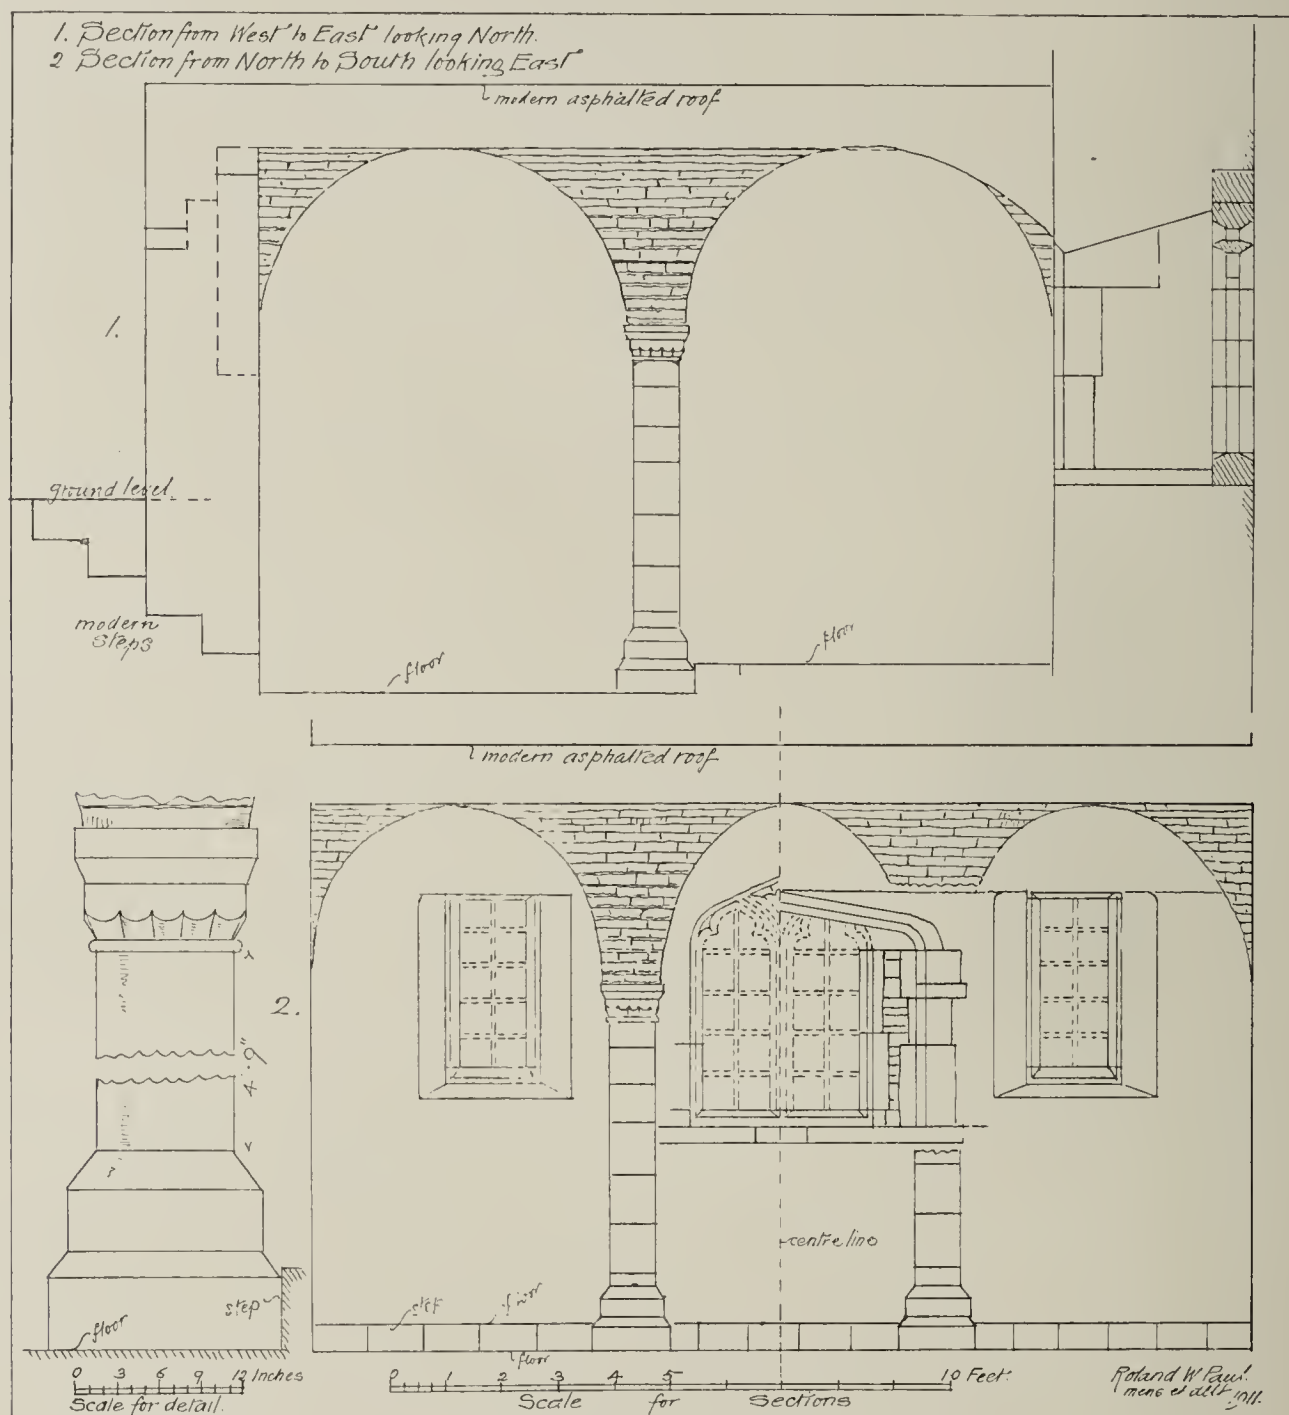 1. Section from West to East looking North.
2 Section from North to South looking East
modern asphalted roof
1.
ground level
modern
Steps
floor
floor
modern asphalted roof
2.
4'.9"
centre line
step
floor
step
floor
floor
0 3 6 9 12 Inches
Scale for detail.
0 1 2 3 4 5 10 Feet.
Scale for Sections
Roland W Paul.
mens et delt 1911.